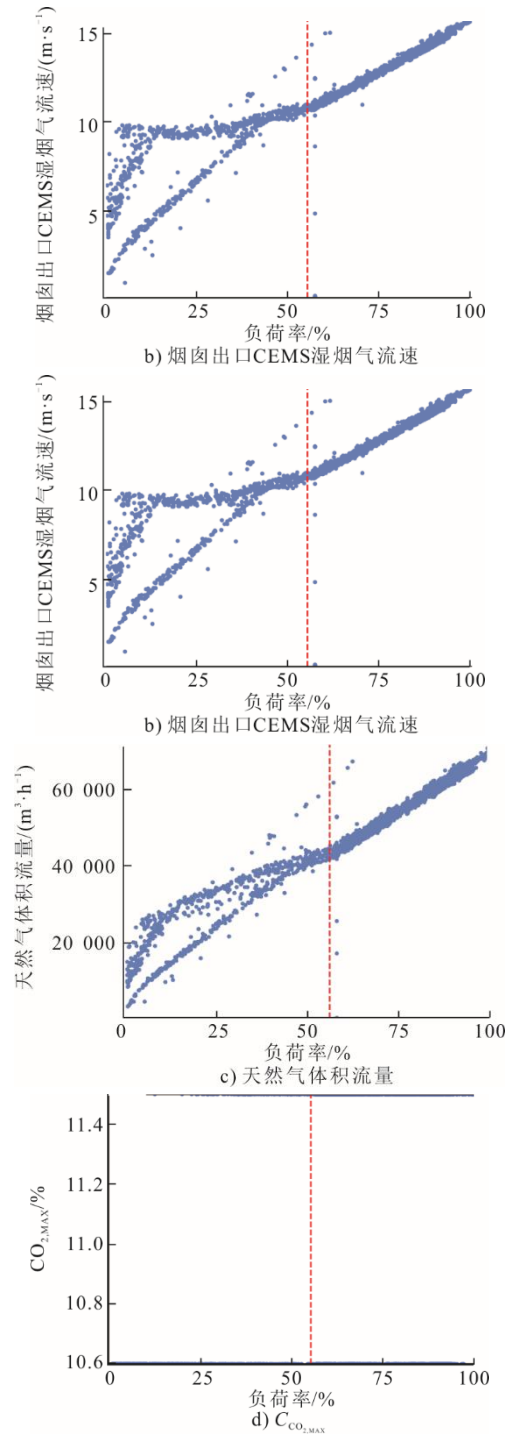 烟囱出口CEMS湿烟气流速/(m·s⁻¹)
15
10
5
0 25 50 75 100
负荷率/%
b) 烟囱出口CEMS湿烟气流速
烟囱出口CEMS湿烟气流速/(m·s⁻¹)
15
10
5
0 25 50 75 100
负荷率/%
b) 烟囱出口CEMS湿烟气流速
天然气体积流量/(m³·h⁻¹)
60 000
40 000
20 000
0 25 50 75 100
负荷率/%
c) 天然气体积流量
CO₂,MAX/%
11.4
11.2
11.0
10.8
10.6
0 25 50 75 100
负荷率/%
d) C_CO₂,MAX